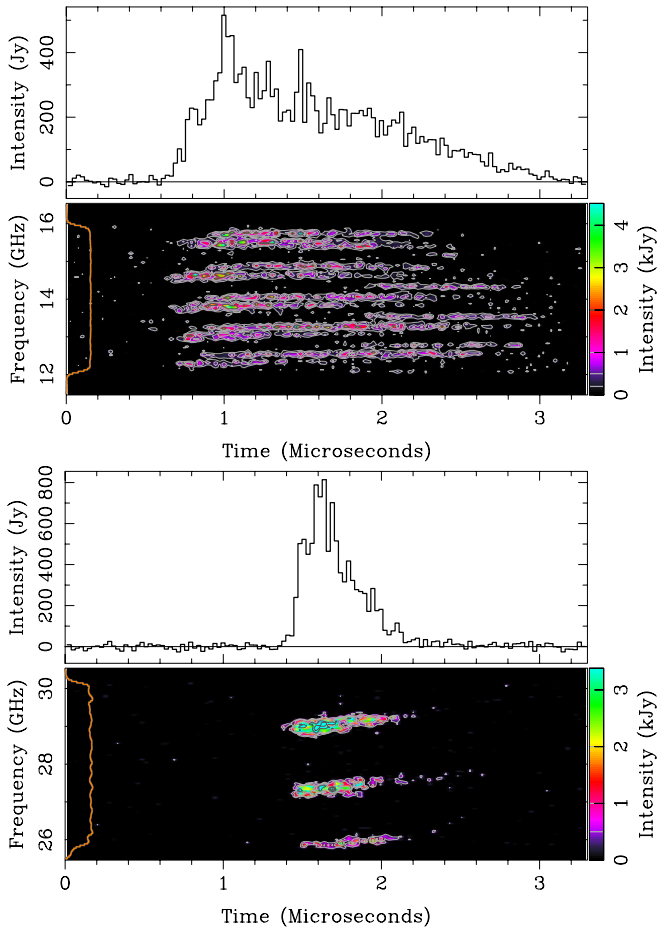 Intensity (Jy)
0 200 400
Frequency (GHz)
12 14 16
Intensity (kJy)
0 1 2 3 4
0 1 2 3
Time (Microseconds)
Intensity (Jy)
0 200 400 600 800
Frequency (GHz)
26 28 30
Intensity (kJy)
0 1 2 3
0 1 2 3
Time (Microseconds)